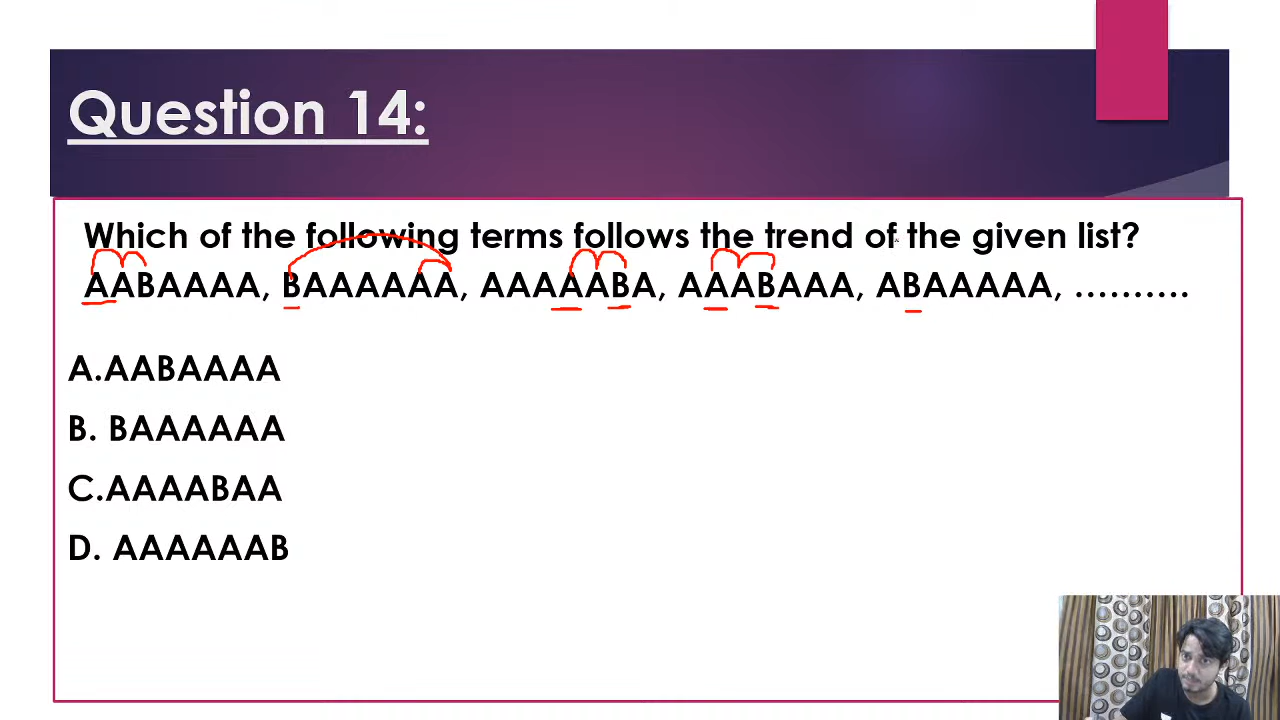 Question 14:
Which of the following terms follows the trend of the given list?
AABAAAA, BAAAAAA, AAAAABA, AAABAAA, ABAAAAA, ..........
A.AABAAAA
B. BAAAAAA
C.AAAABAA
D. AAAAAAB